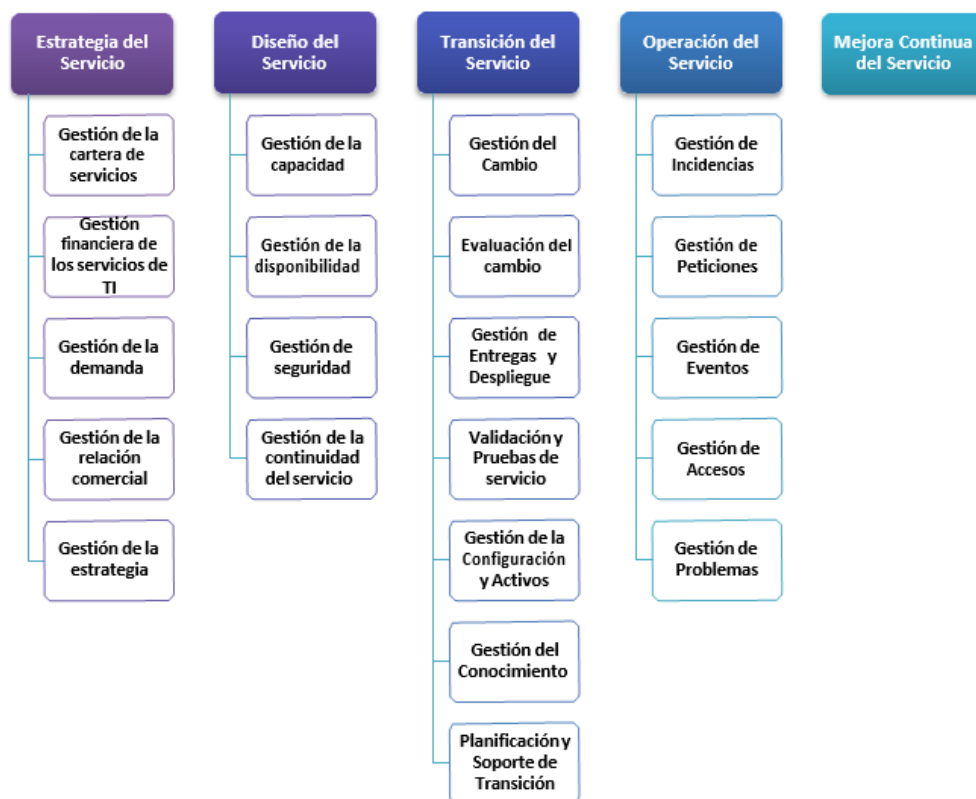 Estrategia del
Servicio
Gestión de la
cartera de
servicios
Gestión
financiera de
los servicios de
TI
Gestión de la
demanda
Gestión de la
relación
comercial
Gestión de la
estrategia
Diseño del
Servicio
Gestión de la
capacidad
Gestión de la
disponibilidad
Gestión de
seguridad
Gestión de la
continuidad
del servicio
Transición del
Servicio
Gestión del
Cambio
Evaluación del
cambio
Gestión de
Entregas y
Despliegue
Validación y
Pruebas de
servicio
Gestión de la
Configuración
y Activos
Gestión del
Conocimiento
Planificación y
Soporte de
Transición
Operación del
Servicio
Gestión de
Incidencias
Gestión de
Peticiones
Gestión de
Eventos
Gestión de
Accesos
Gestión de
Problemas
Mejora Continua
del Servicio